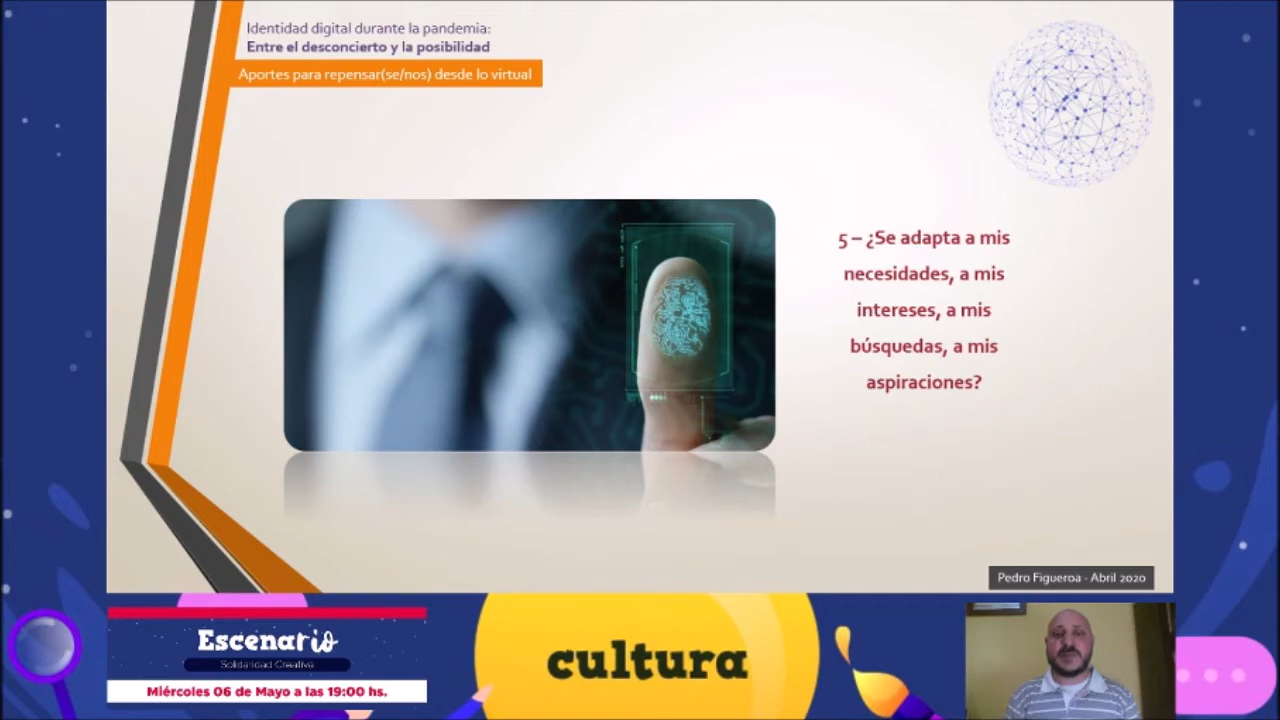 Identidad digital durante la pandemia:
Entre el desconcierto y la posibilidad
Aportes para repensar(se/nos) desde lo virtual
5 – ¿Se adapta a mis
necesidades, a mis
intereses, a mis
búsquedas, a mis
aspiraciones?
Pedro Figueroa - Abril 2020
Escenario
Solidaridad Creativa
Miércoles 06 de Mayo a las 19:00 hs.
cultura